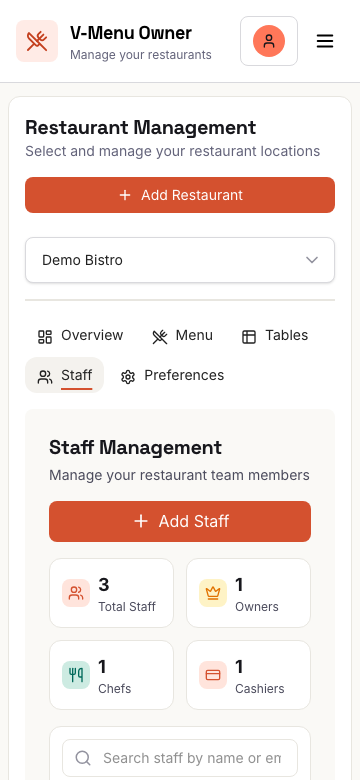 V-Menu Owner
Manage your restaurants
Restaurant Management
Select and manage your restaurant locations
Add Restaurant
Demo Bistro
Overview
Menu
Tables
Staff
Preferences
Staff Management
Manage your restaurant team members
Add Staff
3
Total Staff
1
Owners
1
Chefs
1
Cashiers
Search staff by name or em